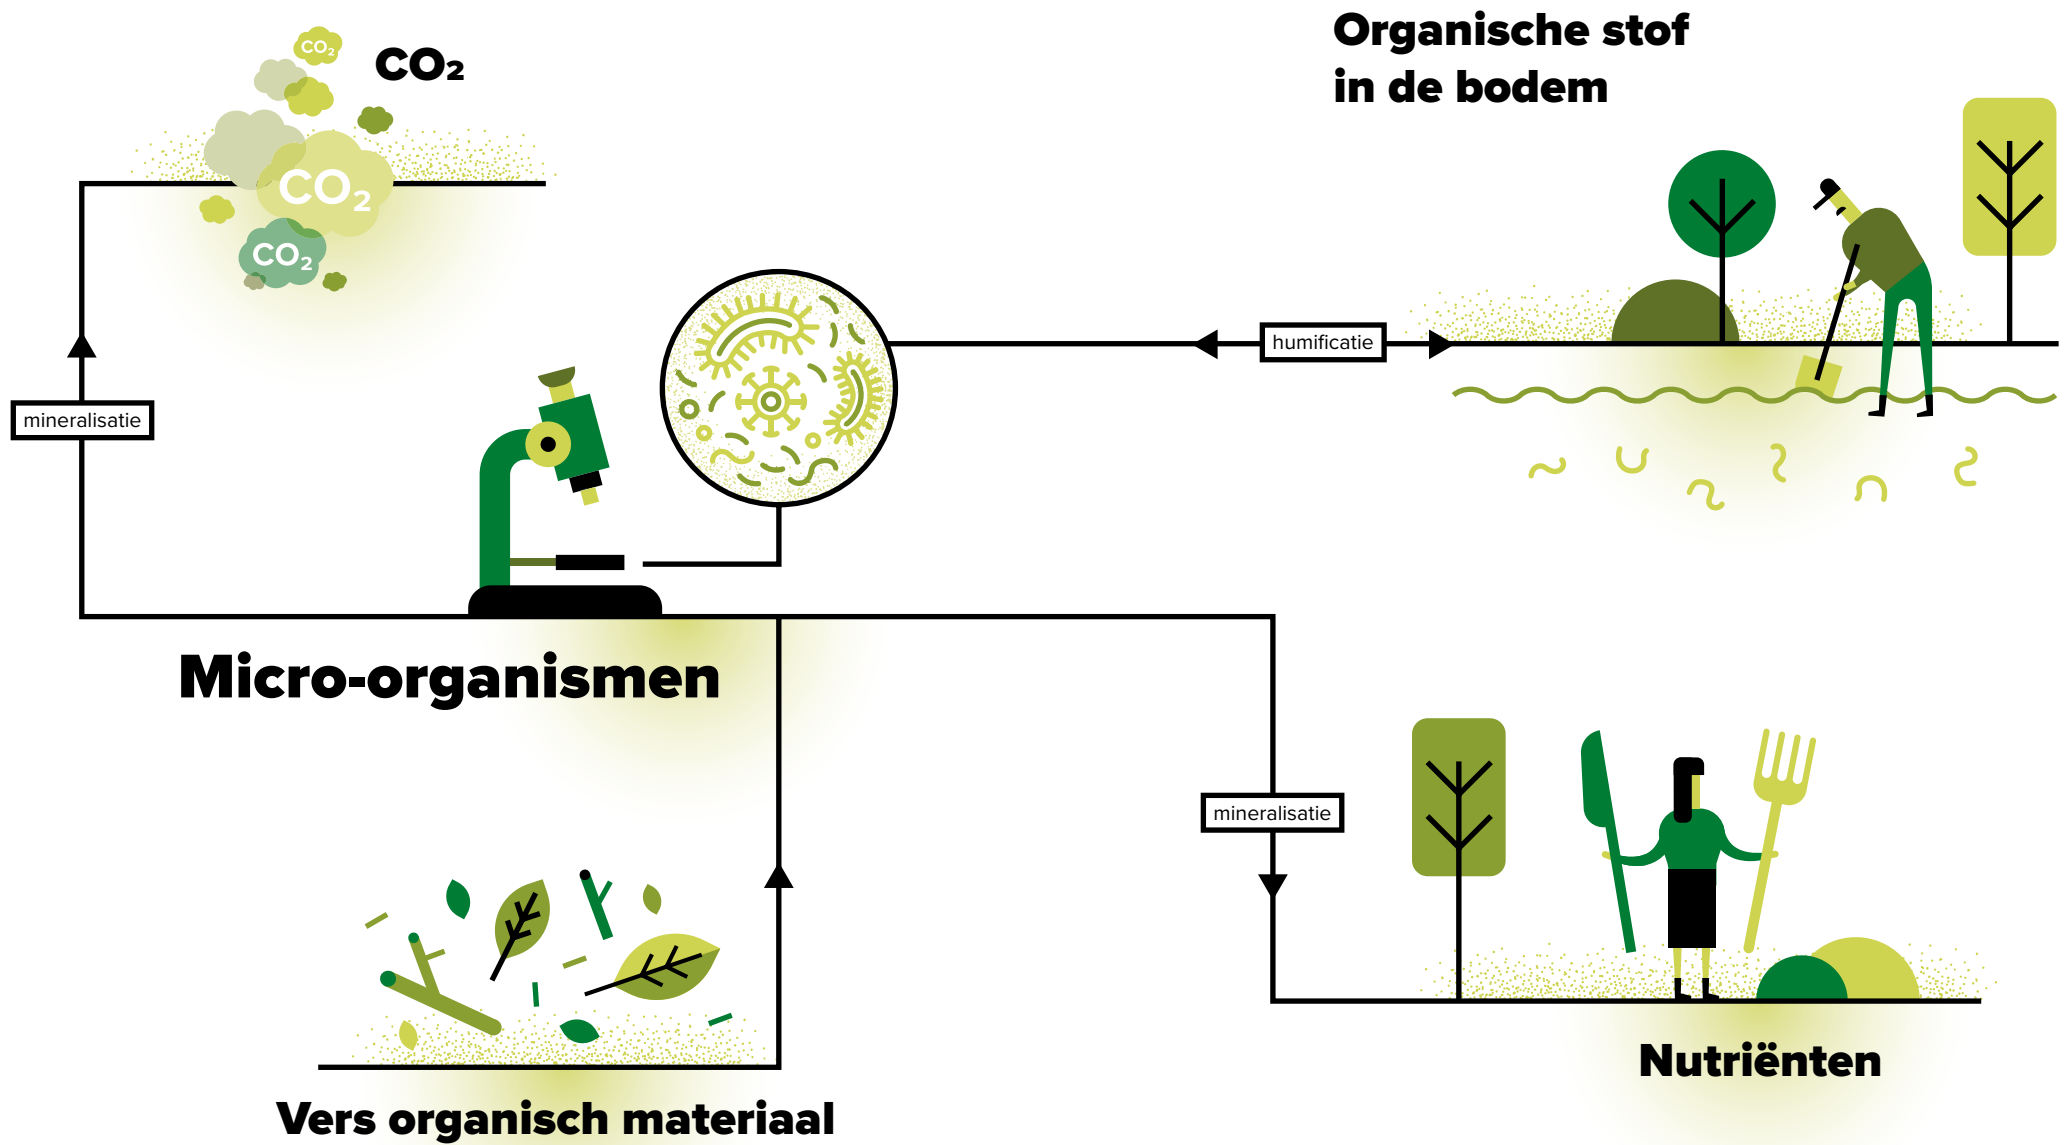 CO₂
CO₂
CO₂
CO₂
Organische stof
in de bodem
humificatie
mineralisatie
Micro-organismen
mineralisatie
Nutriënten
Vers organisch materiaal